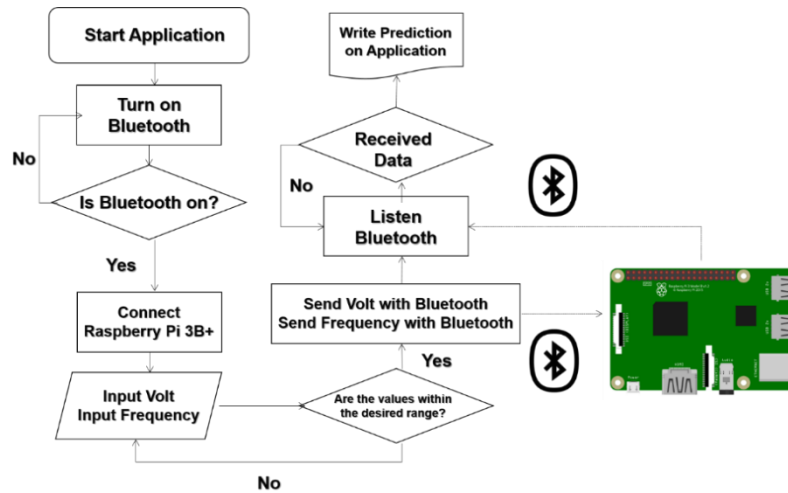 Start Application
Turn on
Bluetooth
No
Is Bluetooth on?
Yes
Connect
Raspberry Pi 3B+
Input Volt
Input Frequency
Are the values within
the desired range?
No
Yes
Send Volt with Bluetooth
Send Frequency with Bluetooth
Listen
Bluetooth
No
Received
Data
Write Prediction
on Application